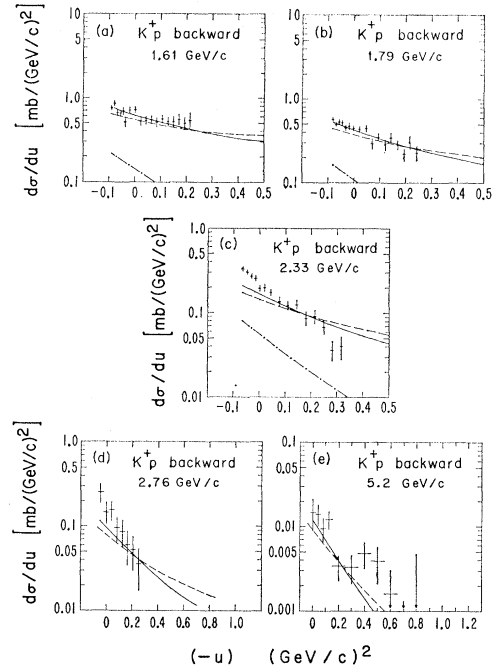 (a) K⁺p backward
1.61 GeV/c
10
5.0
1.0
0.5
0.1
-0.1 0 0.1 0.2 0.3 0.4 0.5
(b) K⁺p backward
1.79 GeV/c
10
5.0
1.0
0.5
0.1
-0.1 0 0.1 0.2 0.3 0.4 0.5
dσ/du [mb/(GeV/c)²]
(c) K⁺p backward
2.33 GeV/c
1.0
0.5
0.1
0.05
0.01
-0.1 0 0.1 0.2 0.3 0.4 0.5
dσ/du [mb/(GeV/c)²]
(d) K⁺p backward
2.76 GeV/c
1.0
0.5
0.1
0.05
0.01
0 0.2 0.4 0.6 0.8 1.0
(e) K⁺p backward
5.2 GeV/c
0.1
0.05
0.01
0.005
0.001
0 0.2 0.4 0.6 0.8 1.0 1.2
dσ/du [mb/(GeV/c)²]
(-u) (GeV/c)²